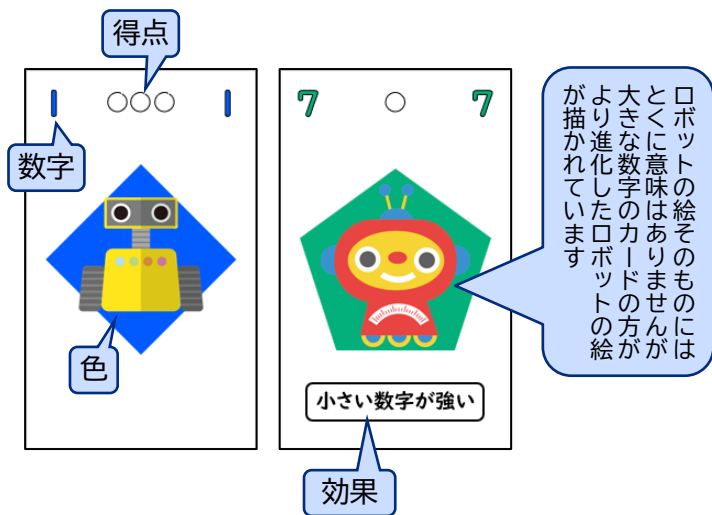 得点
1 ○○○ 1
数字
色
7 ○ 7
小さい数字が強い
効果
ロボットの絵そのものには
とくに意味はありませんが
大きな数字のカードの方が
より進化したロボットの絵
が描かれています